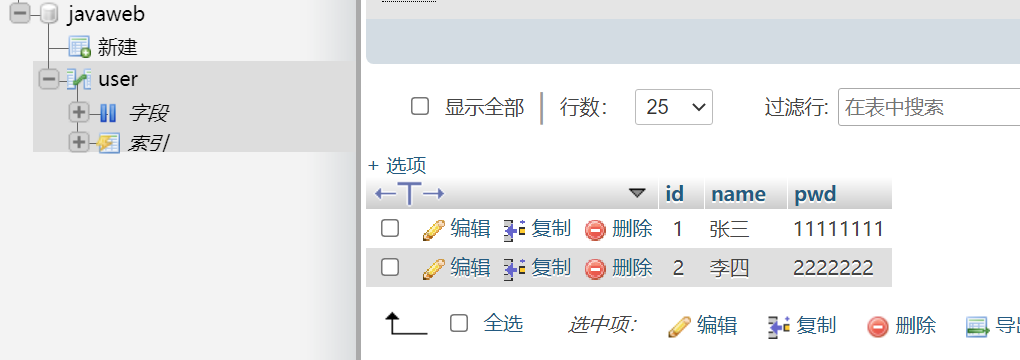 javaweb
新建
user
字段
索引
显示全部 行数： 25 过滤行: 在表中搜索
+ 选项
←T→ id name pwd
编辑 复制 删除 1 张三 11111111
编辑 复制 删除 2 李四 2222222
全选 选中项： 编辑 复制 删除